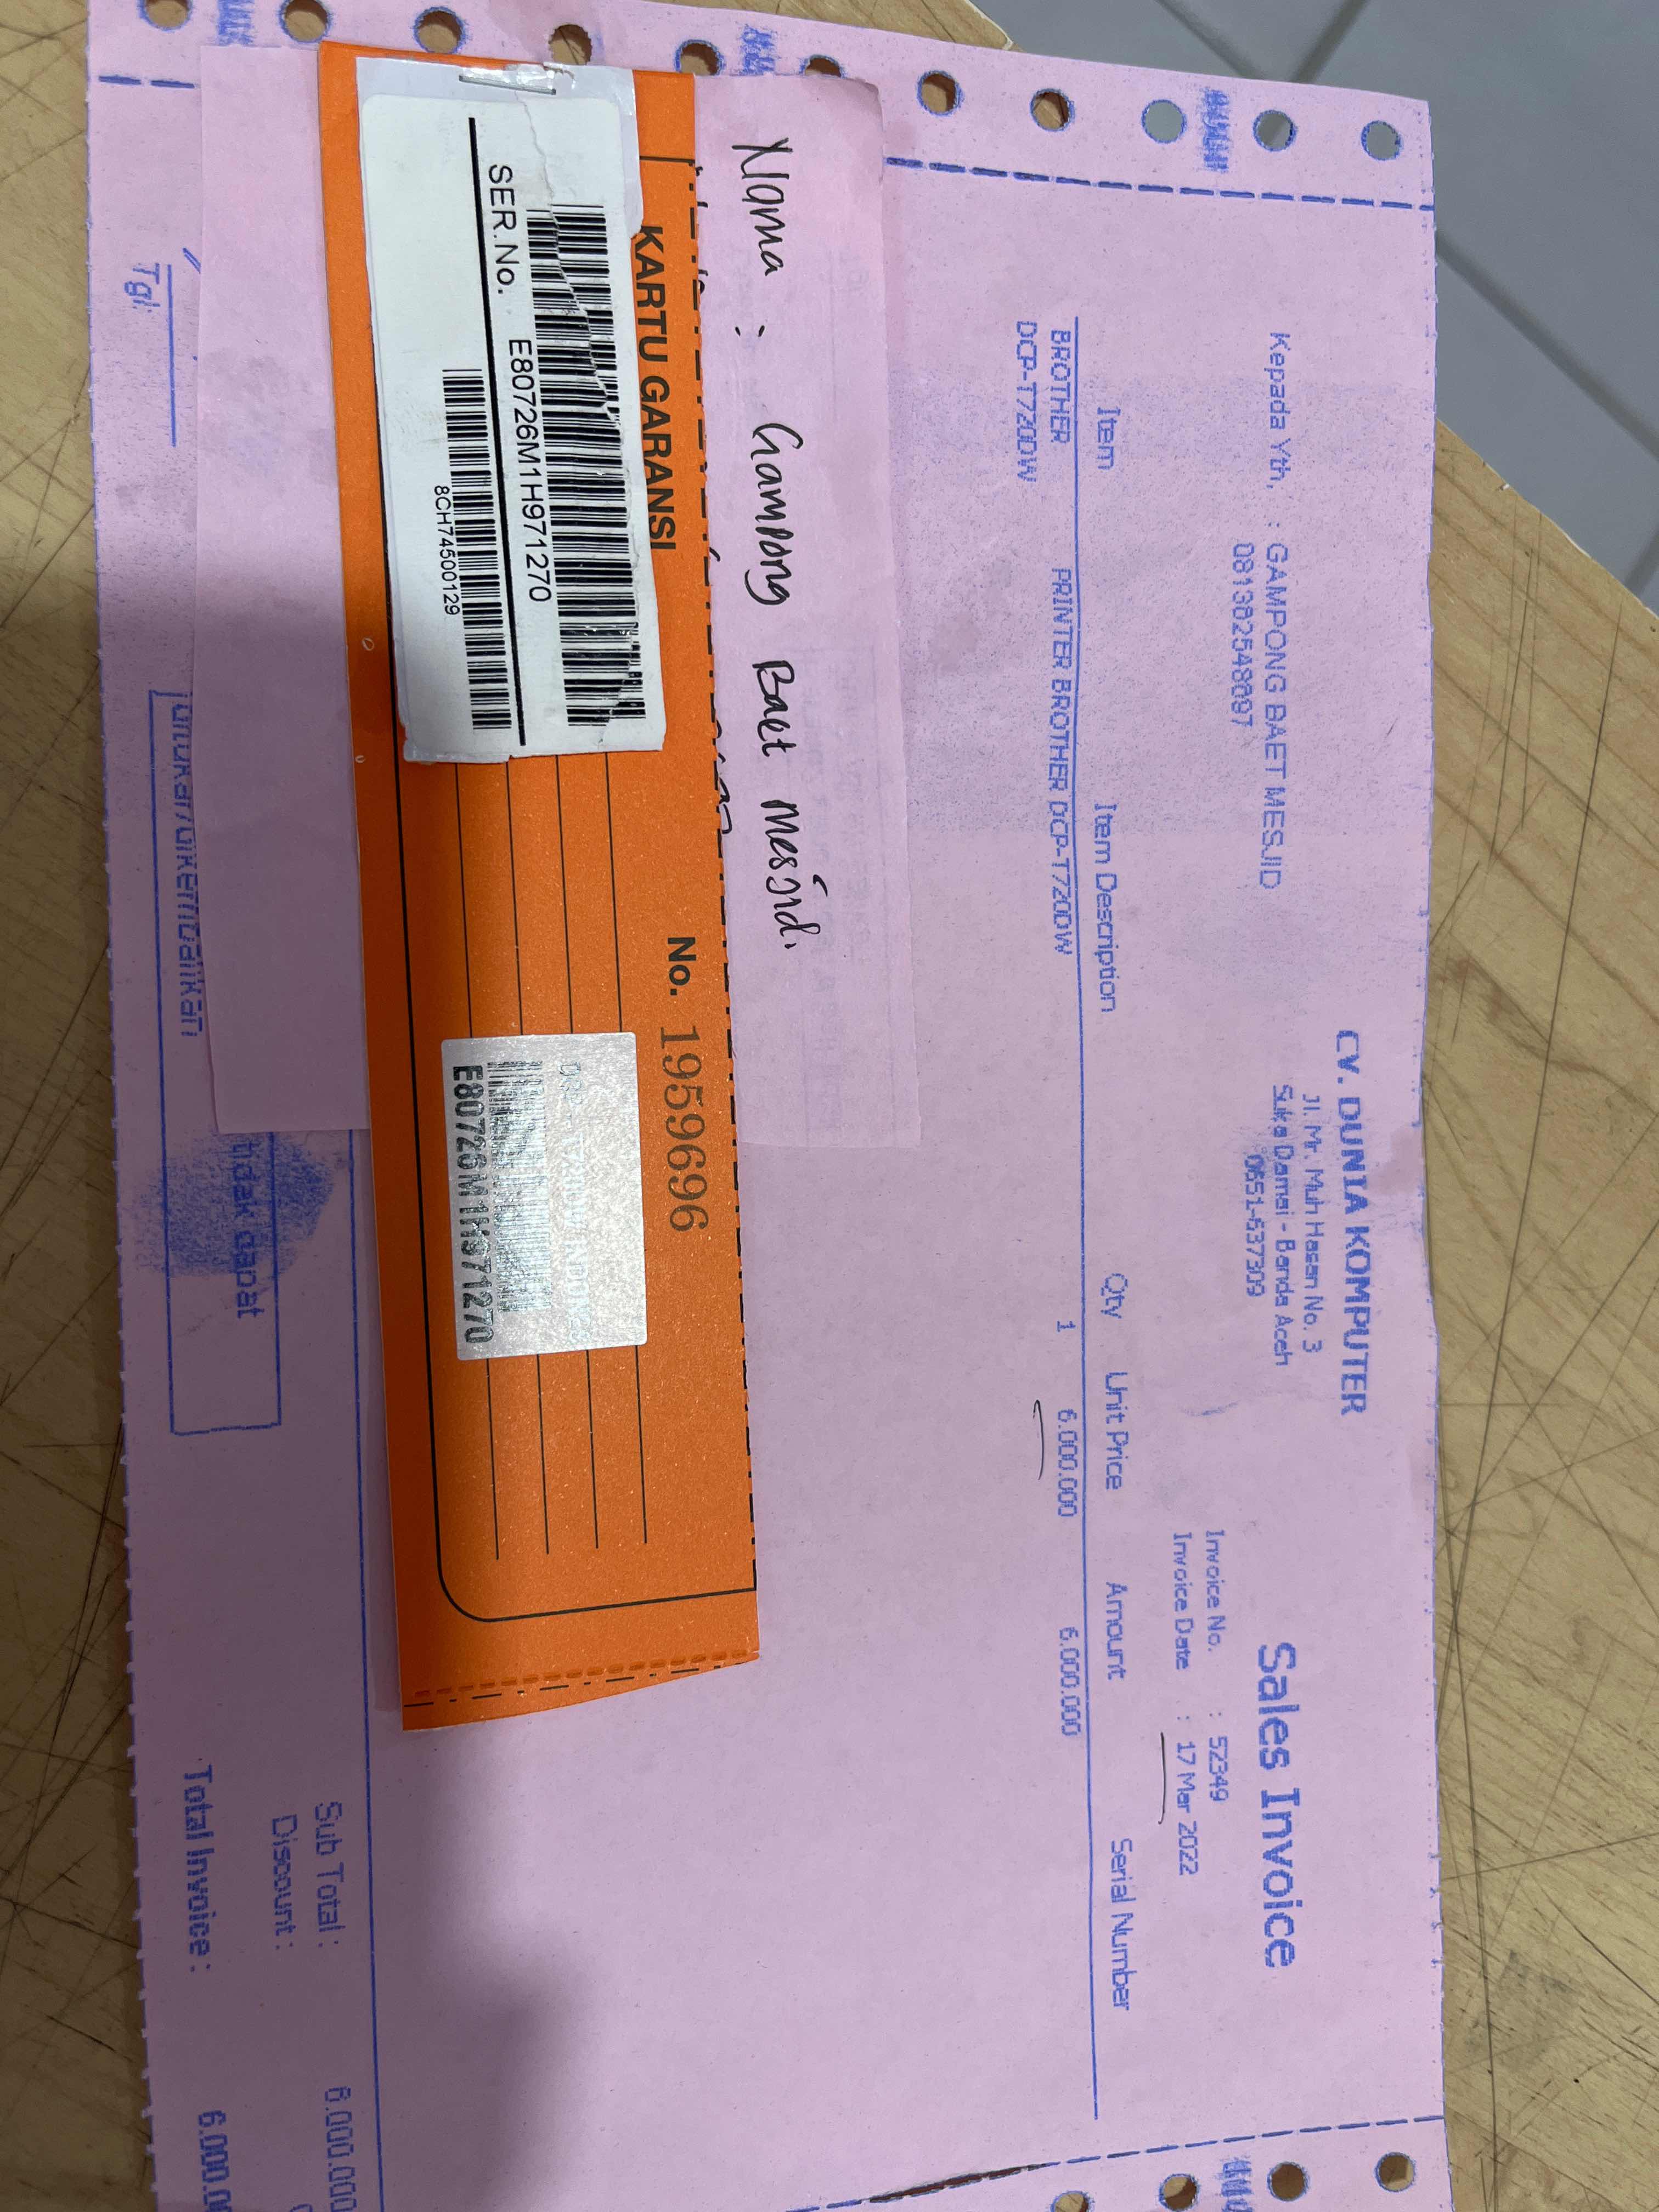 CV. DUNIA KOMPUTER
Jl. Mr. Muh Hasan No. 3
Suka Damai - Banda Aceh
0651-637309
Sales Invoice
Kepada Yth, : GAMPONG BAET MESJID
081382548097
Invoice No. : 52349
Invoice Date : 17 Mar 2022
Item Item Description Qty Unit Price Amount Serial Number
BROTHER PRINTER BROTHER DCP-T720DW 1 6.000.000 6.000.000
DCP-T720DW
Nama : Gampong Baet Mesjid.
KARTU GARANSI No. 1959696
SER.No. E80726M1H971270
8CH74500129
E80726M1H971270
Sub Total : 6.000.000
Discount :
Total Invoice :
tidak dapat
ditukar/dikembalikan
Tgl: